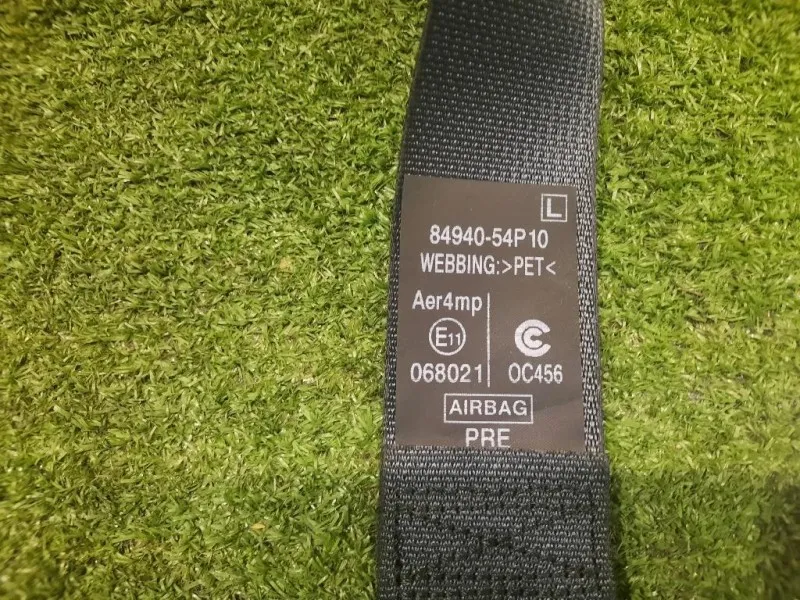 L
84940-54P10
WEBBING:>PET<
Aer4mp
E11
068021
OC456
AIRBAG
PRE